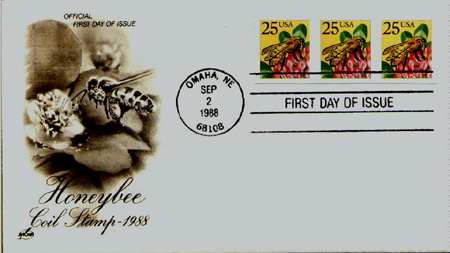 OFFICIAL
FIRST DAY OF ISSUE
25 USA
25 USA
25 USA
OMAHA, NE
SEP
2
1988
68108
FIRST DAY OF ISSUE
Honeybee
Coil Stamp-1988